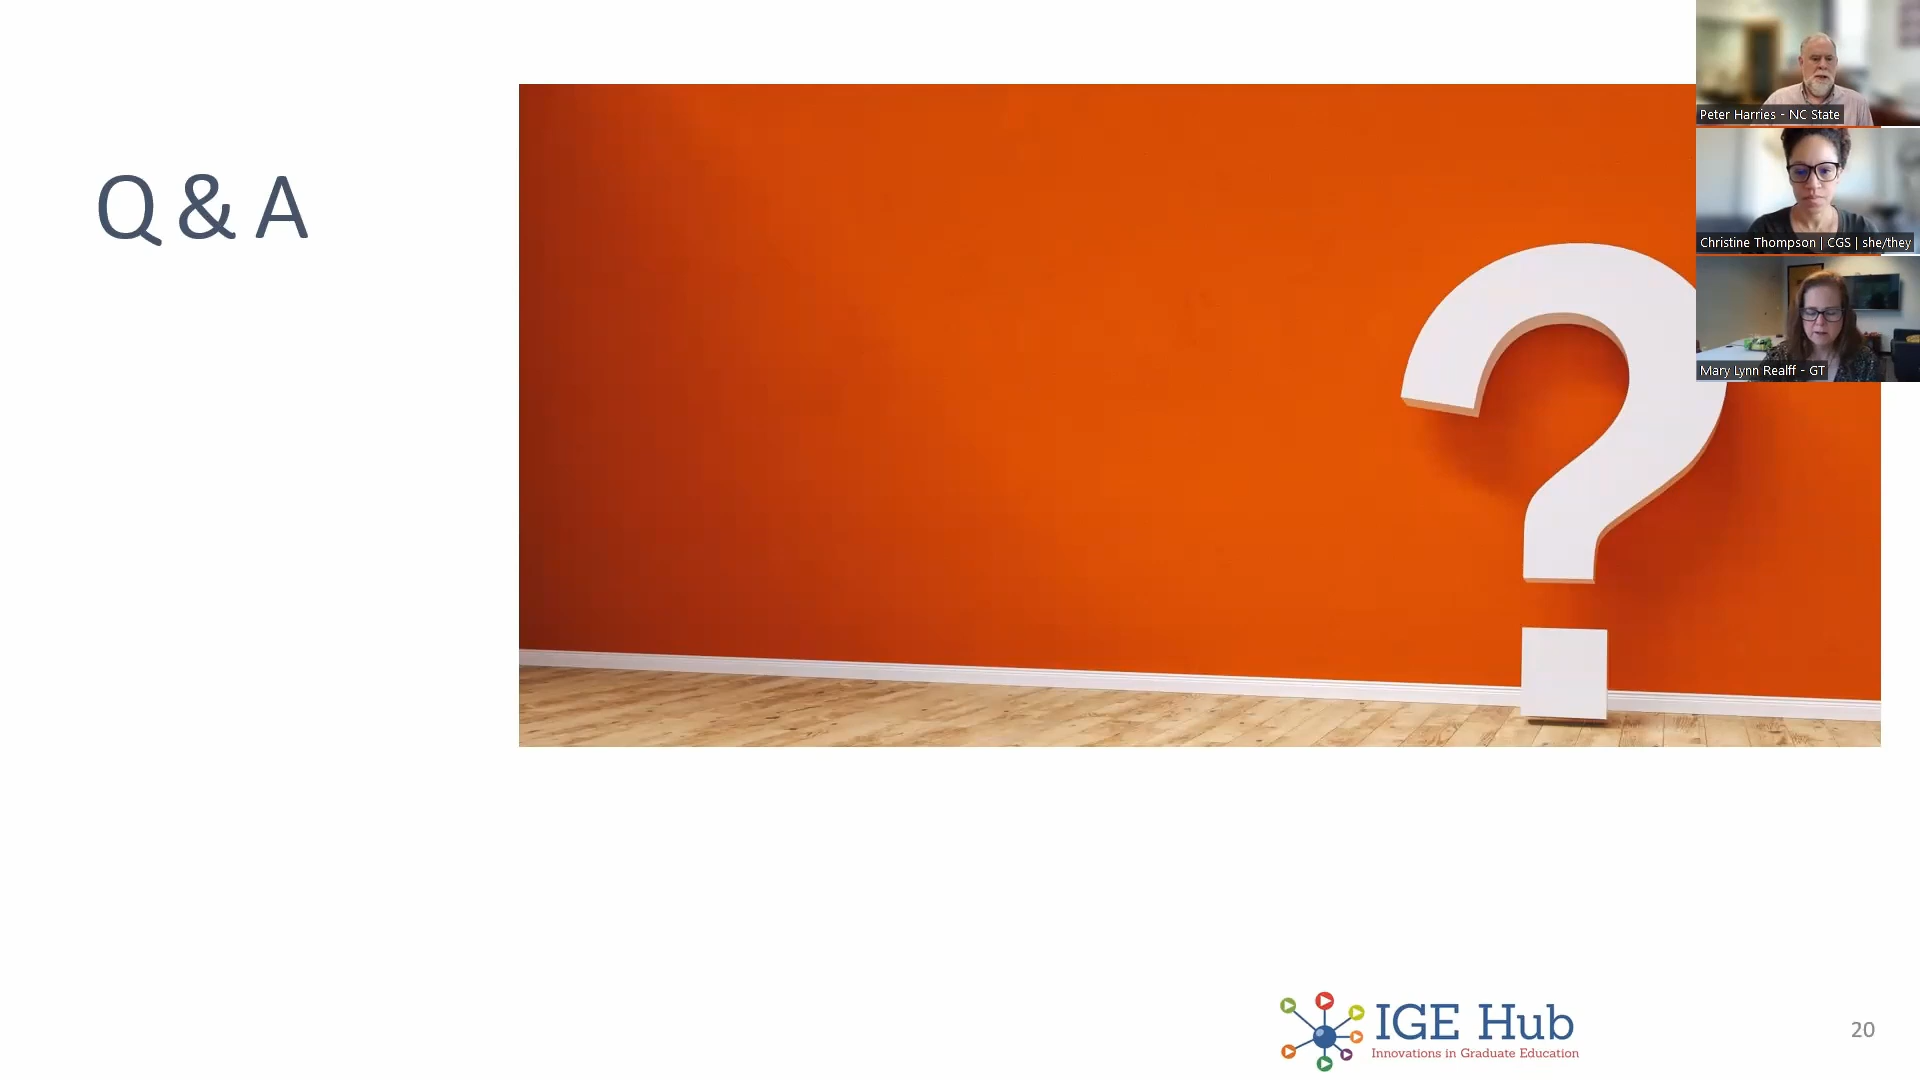 Q & A
Peter Harries - NC State
Christine Thompson | CGS | she/they
Mary Lynn Realff - GT
IGE Hub
Innovations in Graduate Education
20